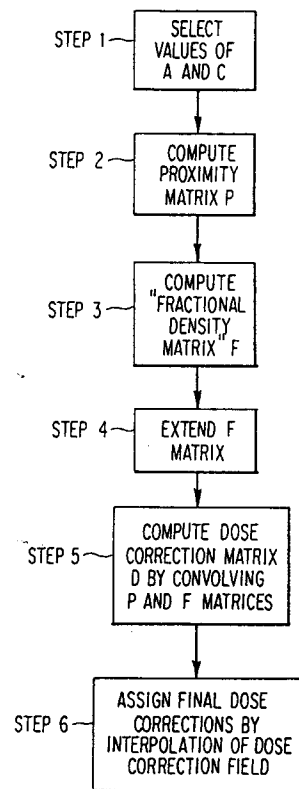 STEP 1
SELECT
VALUES OF
A AND C
STEP 2
COMPUTE
PROXIMITY
MATRIX P
STEP 3
COMPUTE
"FRACTIONAL
DENSITY
MATRIX" F
STEP 4
EXTEND F
MATRIX
STEP 5
COMPUTE DOSE
CORRECTION MATRIX
D BY CONVOLVING
P AND F MATRICES
STEP 6
ASSIGN FINAL DOSE
CORRECTIONS BY
INTERPOLATION OF DOSE
CORRECTION FIELD